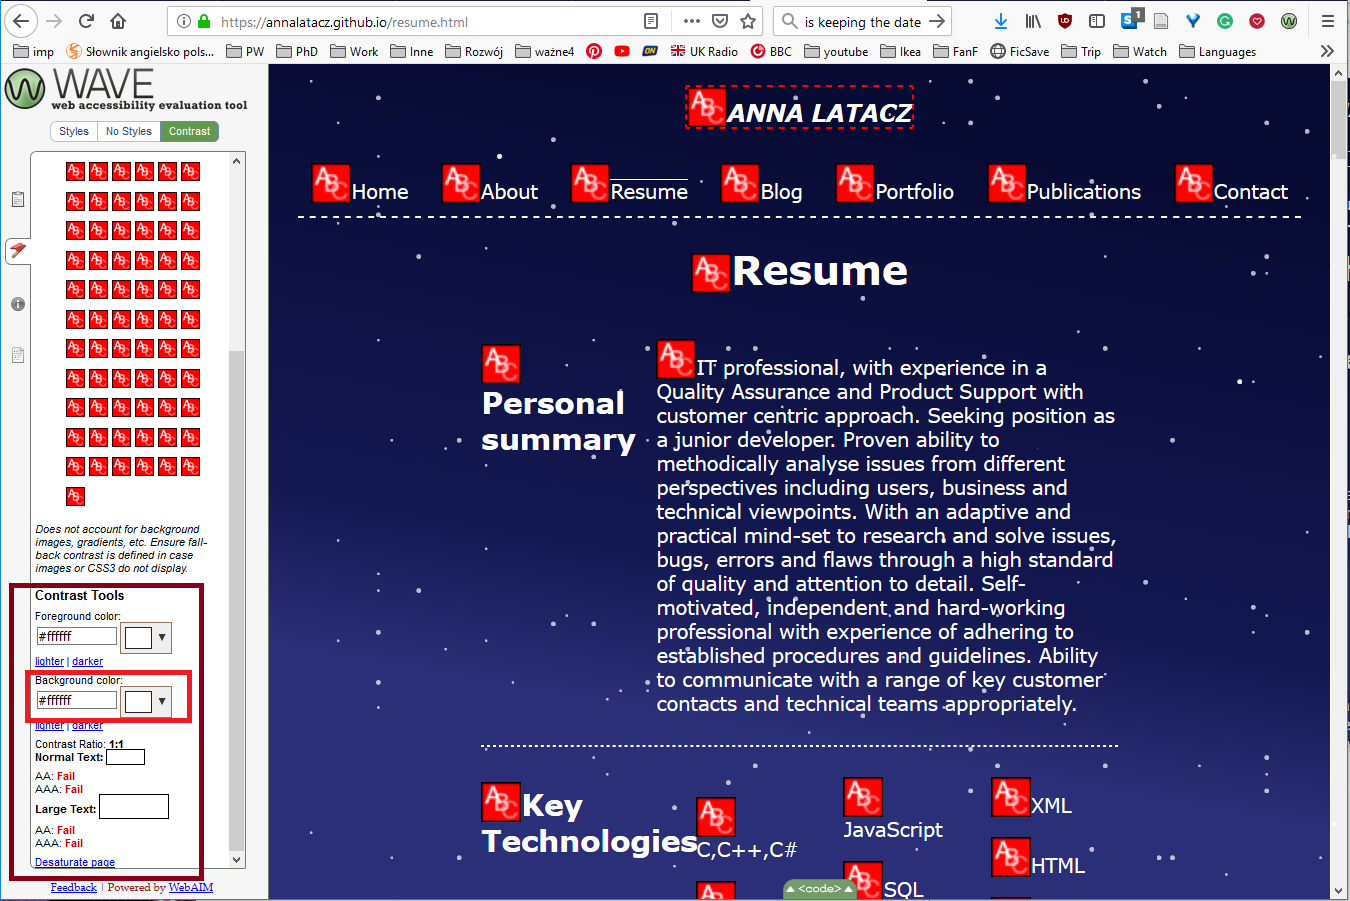 https://annalatacz.github.io/resume.html
is keeping the date
1
imp
Słownik angielsko pols...
PW
PhD
Work
Inne
Rozwój
ważne4
UK Radio
BBC
youtube
Ikea
FanF
FicSave
Trip
Watch
Languages
WAVE
web accessibility evaluation tool
Styles
No Styles
Contrast
Does not account for background
images, gradients, etc. Ensure fall-
back contrast is defined in case
images or CSS3 do not display.
Contrast Tools
Foreground color:
#ffffff
lighter | darker
Background color:
#ffffff
lighter | darker
Contrast Ratio: 1:1
Normal Text:
AA: Fail
AAA: Fail
Large Text:
AA: Fail
AAA: Fail
Desaturate page
Feedback | Powered by WebAIM
ANNA LATACZ
Home
About
Resume
Blog
Portfolio
Publications
Contact
Resume
Personal
summary
IT professional, with experience in a
Quality Assurance and Product Support with
customer centric approach. Seeking position as
a junior developer. Proven ability to
methodically analyse issues from different
perspectives including users, business and
technical viewpoints. With an adaptive and
practical mind-set to research and solve issues,
bugs, errors and flaws through a high standard
of quality and attention to detail. Self-
motivated, independent and hard-working
professional with experience of adhering to
established procedures and guidelines. Ability
to communicate with a range of key customer
contacts and technical teams appropriately.
Key
Technologies
C,C++,C#
JavaScript
SQL
XML
HTML
<code>